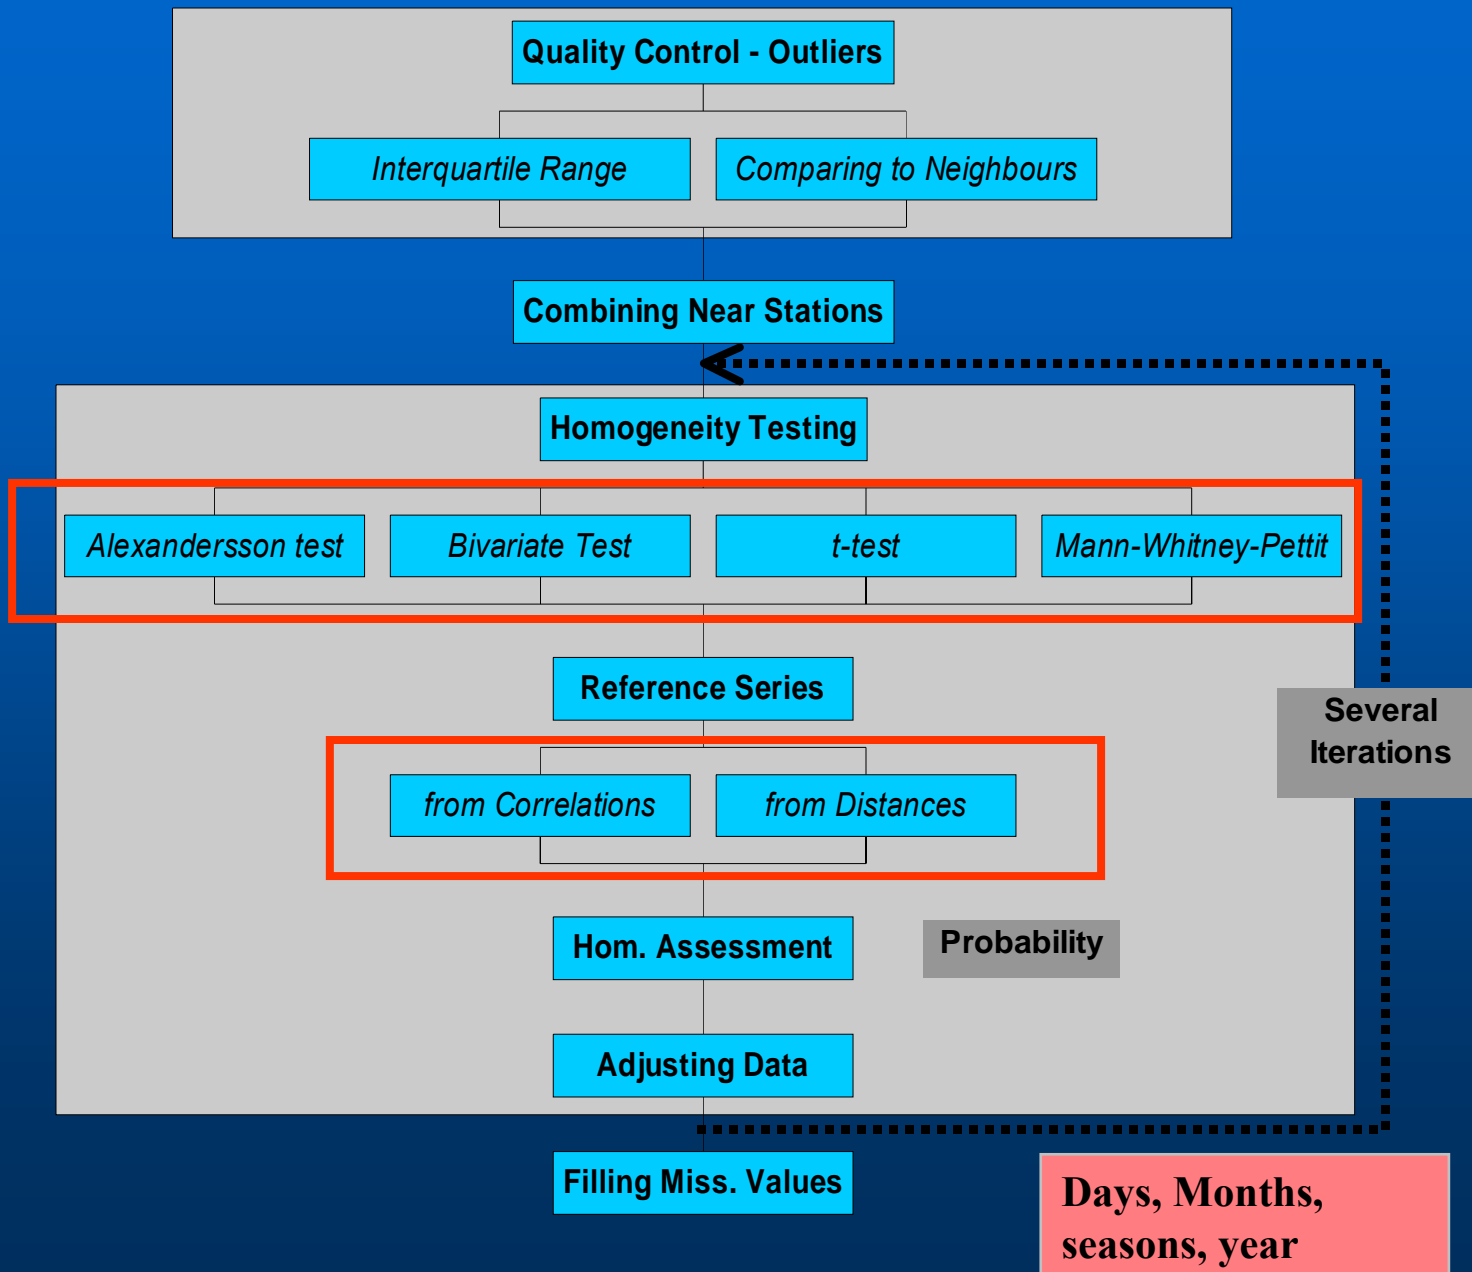 Quality Control - Outliers
Interquartile Range
Comparing to Neighbours
Combining Near Stations
Homogeneity Testing
Alexandersson test
Bivariate Test
t-test
Mann-Whitney-Pettit
Reference Series
Several
Iterations
from Correlations
from Distances
Hom. Assessment
Probability
Adjusting Data
Filling Miss. Values
Days, Months,
seasons, year